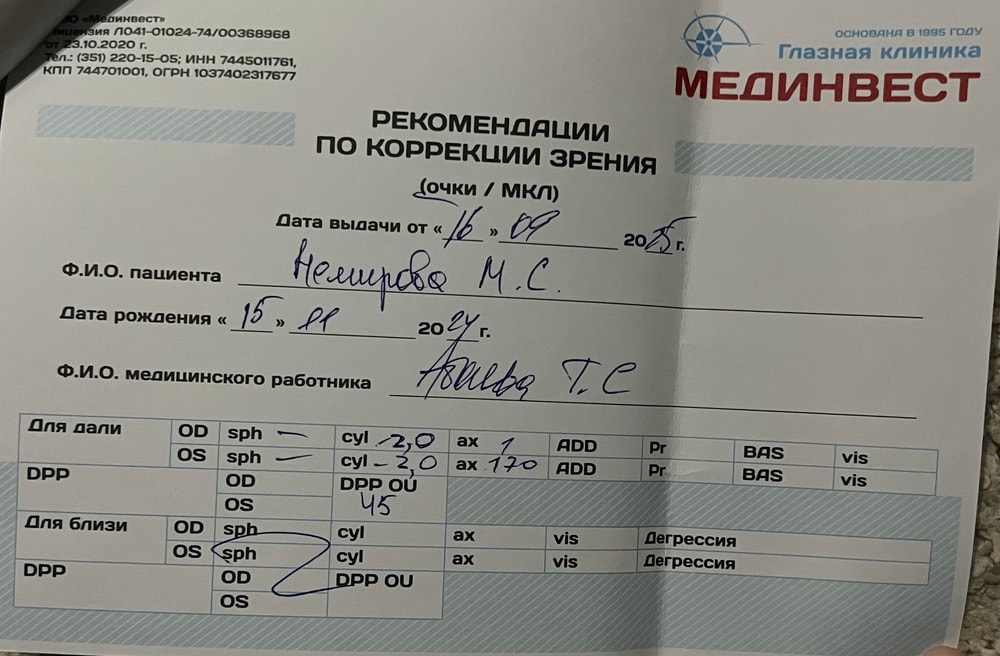 ООО «Мединвест»
Лицензия Л041-01024-74/00368968
от 23.10.2020 г.
Тел.: (351) 220-15-05; ИНН 7445011761,
КПП 744701001, ОГРН 1037402317677
ОСНОВАНА В 1995 ГОДУ
Глазная клиника
МЕДИНВЕСТ
РЕКОМЕНДАЦИИ
ПО КОРРЕКЦИИ ЗРЕНИЯ
(очки / МКЛ)
Дата выдачи от «16» 09 2025 г.
Ф.И.О. пациента Немирова М.С.
Дата рождения «15» 11 2024 г.
Ф.И.О. медицинского работника Т.С
Для дали OD sph — cyl -2,0 ax 1 ADD Pr BAS vis
OS sph — cyl -2,0 ax 170 ADD Pr BAS vis
DPP OD DPP OU
OS 45
Для близи OD sph cyl ax vis Дегрессия
OS sph cyl ax vis Дегрессия
DPP OD DPP OU
OS